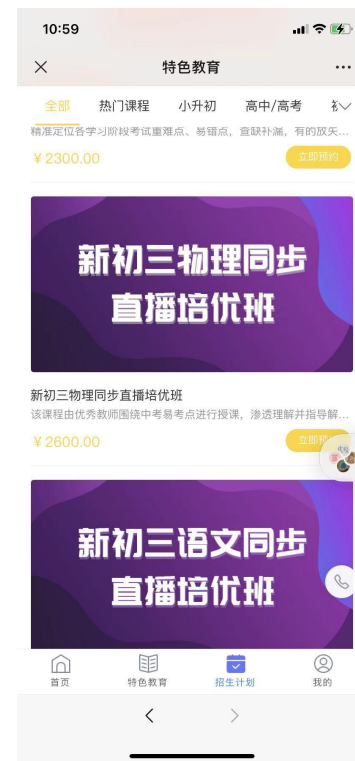 10:59
特色教育
全部 热门课程 小升初 高中/高考
精准定位各学习阶段考试重难点、易错点，查缺补漏，有的放矢...
￥2300.00 立即预约
新初三物理同步
直播培优班
新初三物理同步直播培优班
该课程由优秀教师围绕中考易考点进行授课，渗透理解并指导解...
￥2600.00 立即
新初三语文同步
直播培优班
首页 特色教育 招生计划 我的